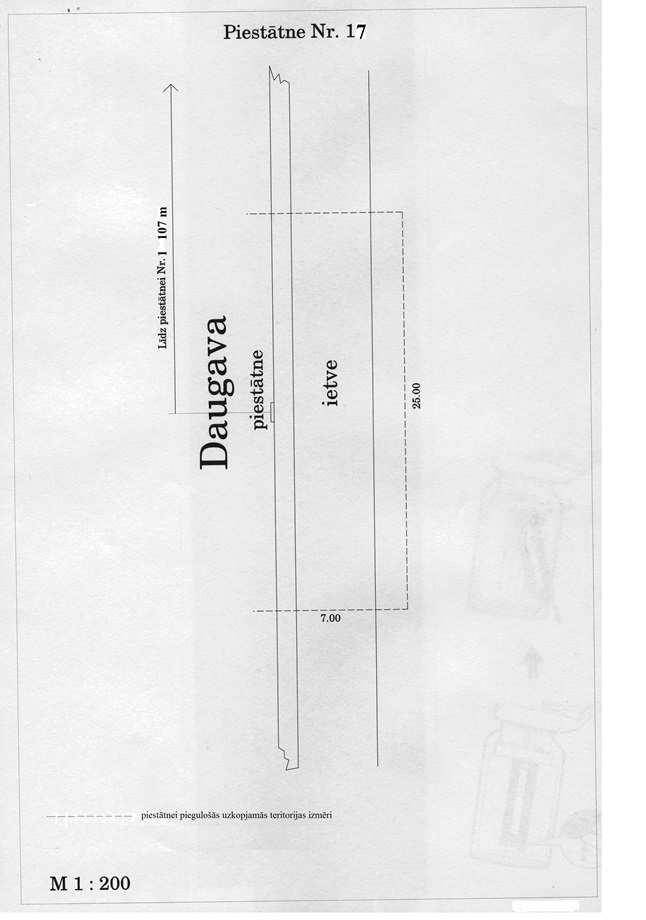 Piestātne Nr. 17
Līdz piestātnei Nr. 1 107 m
Daugava
piestātne
ietve
25.00
7.00
piestātnei piegulošās uzkopjamās teritorijas izmēri
M 1 : 200